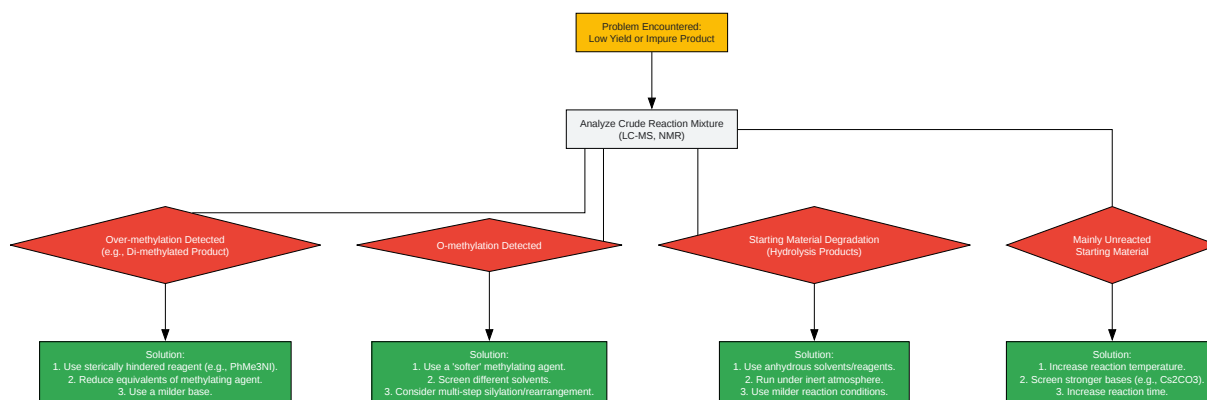 Problem Encountered:
Low Yield or Impure Product
Analyze Crude Reaction Mixture
(LC-MS, NMR)
Over-methylation Detected
(e.g., Di-methylated Product)
O-methylation Detected
Starting Material Degradation
(Hydrolysis Products)
Mainly Unreacted
Starting Material
Solution:
1. Use sterically hindered reagent (e.g., PhMe3NI).
2. Reduce equivalents of methylating agent.
3. Use a milder base.
Solution:
1. Use a 'softer' methylating agent.
2. Screen different solvents.
3. Consider multi-step silylation/rearrangement.
Solution:
1. Use anhydrous solvents/reagents.
2. Run under inert atmosphere.
3. Use milder reaction conditions.
Solution:
1. Increase reaction temperature.
2. Screen stronger bases (e.g., Cs2CO3).
3. Increase reaction time.